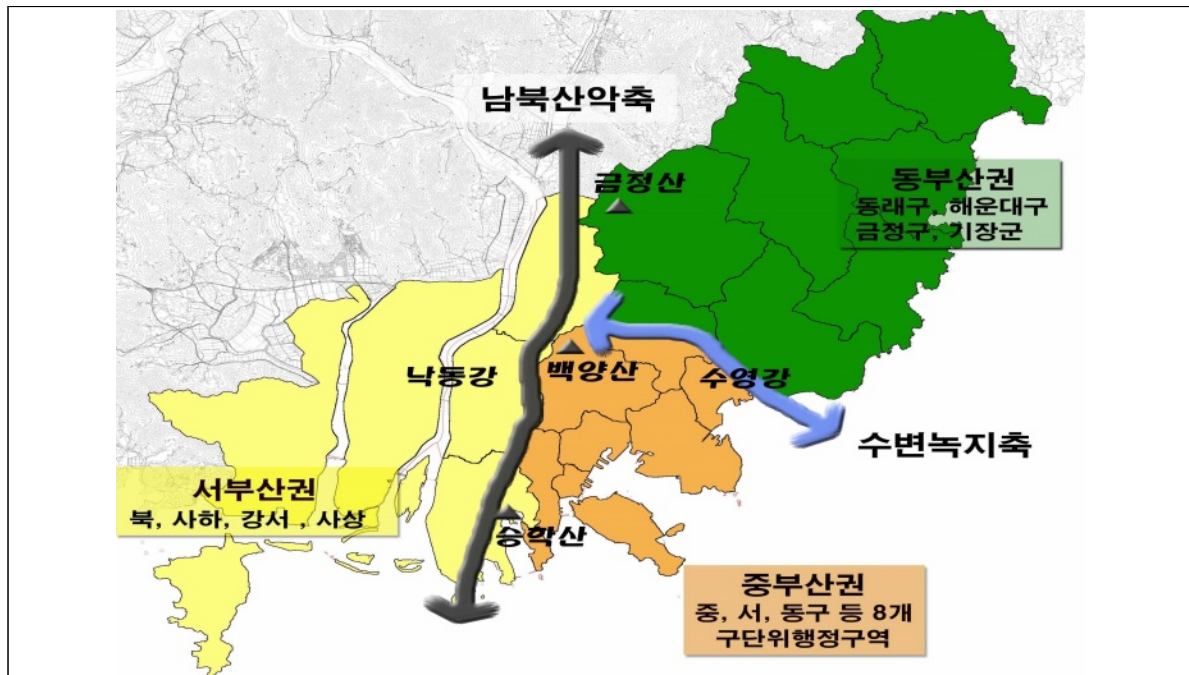 남북산악축
금정산
동부산권
동래구, 해운대구
금정구, 기장군
낙동강
백양산
수영강
수변녹지축
서부산권
북, 사하, 강서 , 사상
승학산
중부산권
중, 서, 동구 등 8개
구단위행정구역